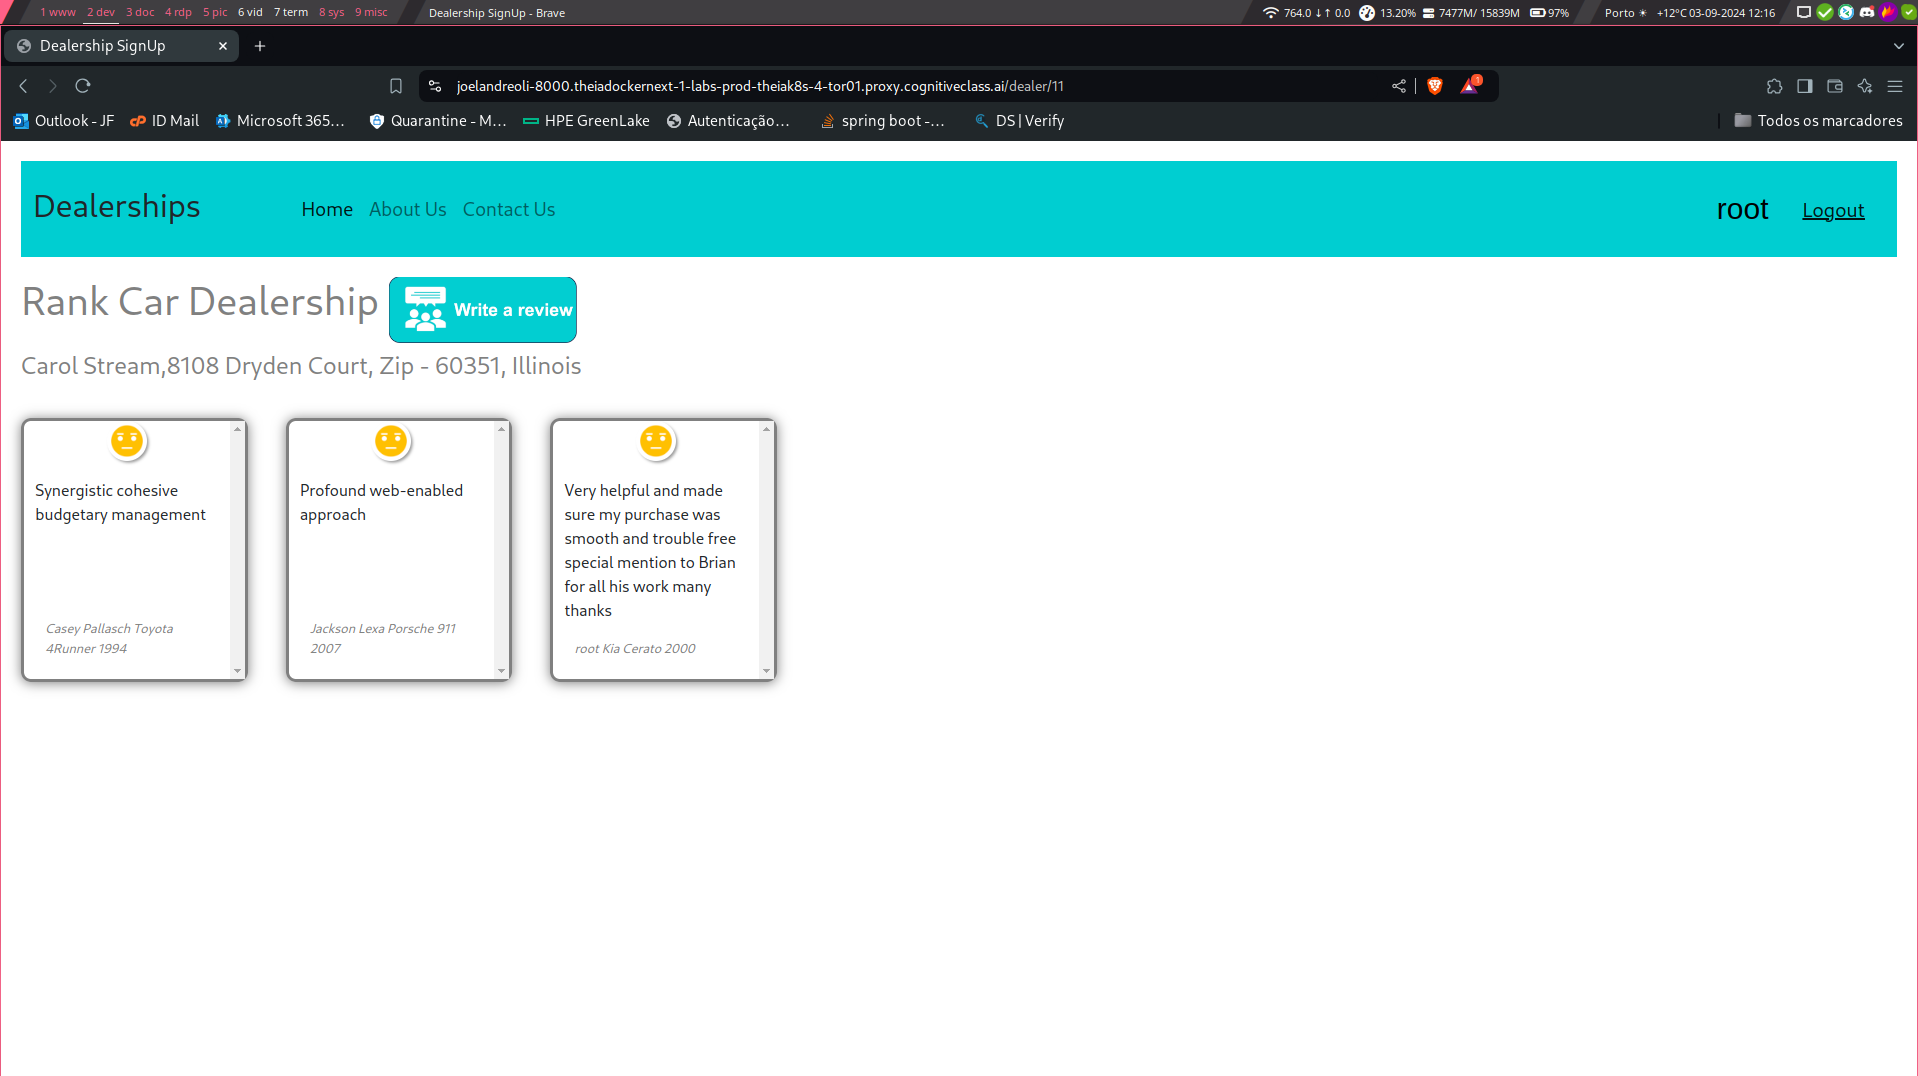 1 www 2 dev 3 doc 4 rdp 5 pic 6 vid 7 term 8 sys 9 misc Dealership SignUp - Brave 764.0 ↓↑ 0.0 13.20% 7477M/ 15839M 97% Porto ☀ +12°C 03-09-2024 12:16
Dealership SignUp
joelandreoli-8000.theiadockernext-1-labs-prod-theiak8s-4-tor01.proxy.cognitiveclass.ai/dealer/11 1
Outlook - JF ID Mail Microsoft 365... Quarantine - M... HPE GreenLake Autenticação... spring boot -... DS | Verify Todos os marcadores
Dealerships Home About Us Contact Us root Logout
Rank Car Dealership Write a review
Carol Stream,8108 Dryden Court, Zip - 60351, Illinois
Synergistic cohesive
budgetary management
Casey Pallasch Toyota
4Runner 1994
Profound web-enabled
approach
Jackson Lexa Porsche 911
2007
Very helpful and made
sure my purchase was
smooth and trouble free
special mention to Brian
for all his work many
thanks
root Kia Cerato 2000